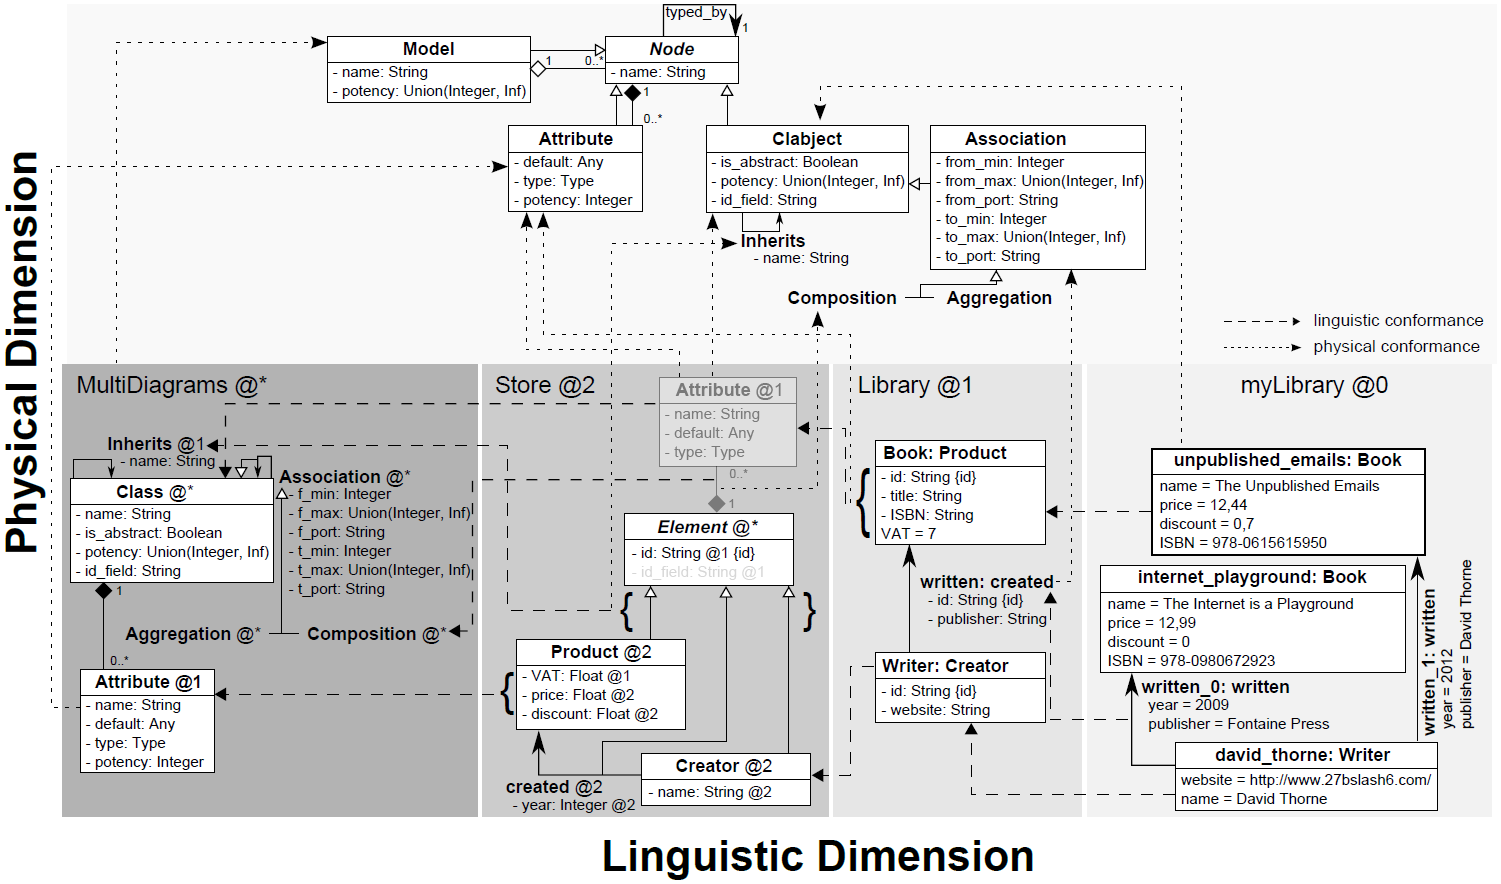 typed_by
1
Model
- name: String
- potency: Union(Integer, Inf)
1
0..*
Node
- name: String
1
0..*
Attribute
- default: Any
- type: Type
- potency: Integer
Clabject
- is_abstract: Boolean
- potency: Union(Integer, Inf)
- id_field: String
Association
- from_min: Integer
- from_max: Union(Integer, Inf)
- from_port: String
- to_min: Integer
- to_max: Union(Integer, Inf)
- to_port: String
Inherits
- name: String
Composition
Aggregation
linguistic conformance
physical conformance
Physical Dimension
MultiDiagrams @*
Inherits @1
- name: String
Class @*
- name: String
- is_abstract: Boolean
- potency: Union(Integer, Inf)
- id_field: String
Association @*
- f_min: Integer
- f_max: Union(Integer, Inf)
- f_port: String
- t_min: Integer
- t_max: Union(Integer, Inf)
- t_port: String
1
Aggregation @*
Composition @*
0..*
Attribute @1
- name: String
- default: Any
- type: Type
- potency: Integer
Store @2
Attribute @1
- name: String
- default: Any
- type: Type
0..*
1
Element @*
- id: String @1 {id}
- id_field: String @1
{
}
Product @2
{
- VAT: Float @1
- price: Float @2
- discount: Float @2
created @2
- year: Integer @2
Creator @2
- name: String @2
Library @1
Book: Product
{
- id: String {id}
- title: String
- ISBN: String
VAT = 7
written: created
- id: String {id}
- publisher: String
Writer: Creator
- id: String {id}
- website: String
myLibrary @0
unpublished_emails: Book
name = The Unpublished Emails
price = 12,44
discount = 0,7
ISBN = 978-0615615950
internet_playground: Book
name = The Internet is a Playground
price = 12,99
discount = 0
ISBN = 978-0980672923
written_0: written
year = 2009
publisher = Fontaine Press
written_1: written
year = 2012
publisher = David Thorne
david_thorne: Writer
website = http://www.27bslash6.com/
name = David Thorne
Linguistic Dimension